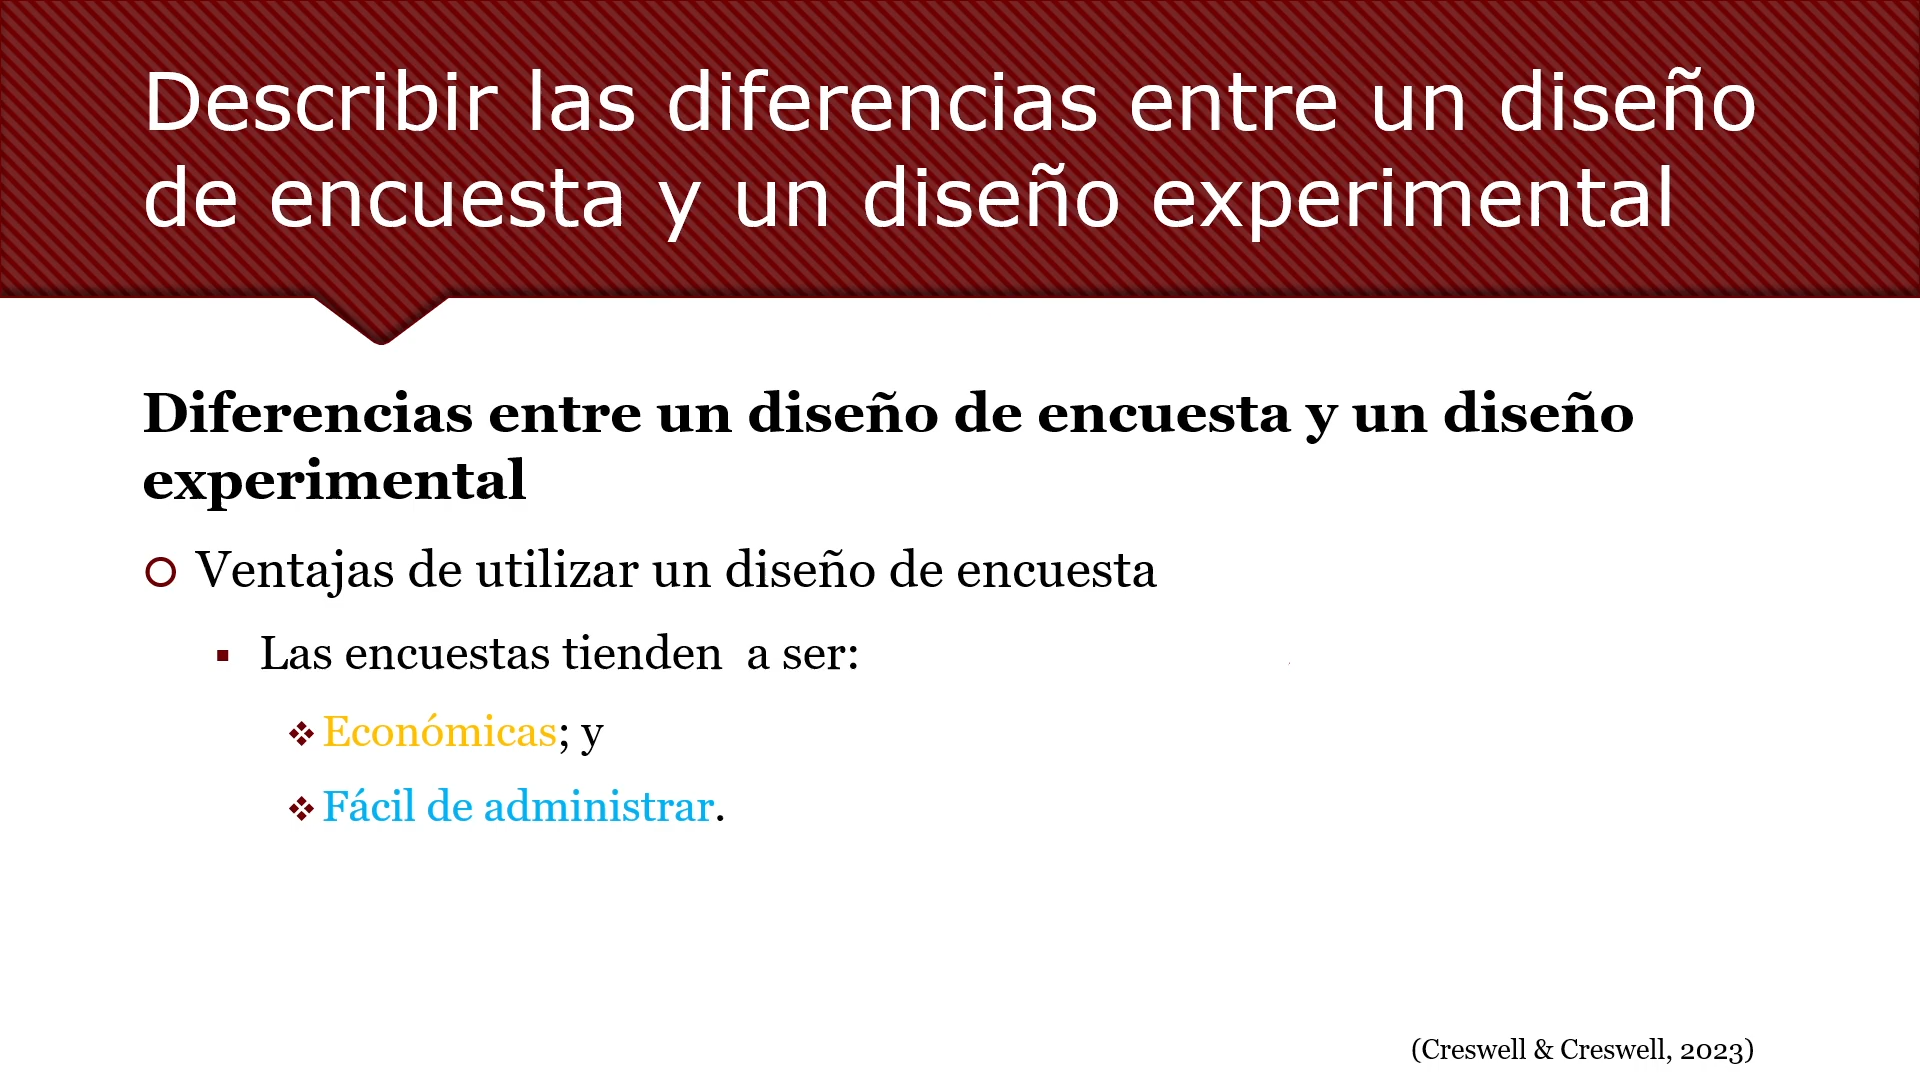 Describir las diferencias entre un diseño
de encuesta y un diseño experimental
Diferencias entre un diseño de encuesta y un diseño
experimental
Ventajas de utilizar un diseño de encuesta
Las encuestas tienden  a ser:
Económicas; y
Fácil de administrar.
(Creswell & Creswell, 2023)